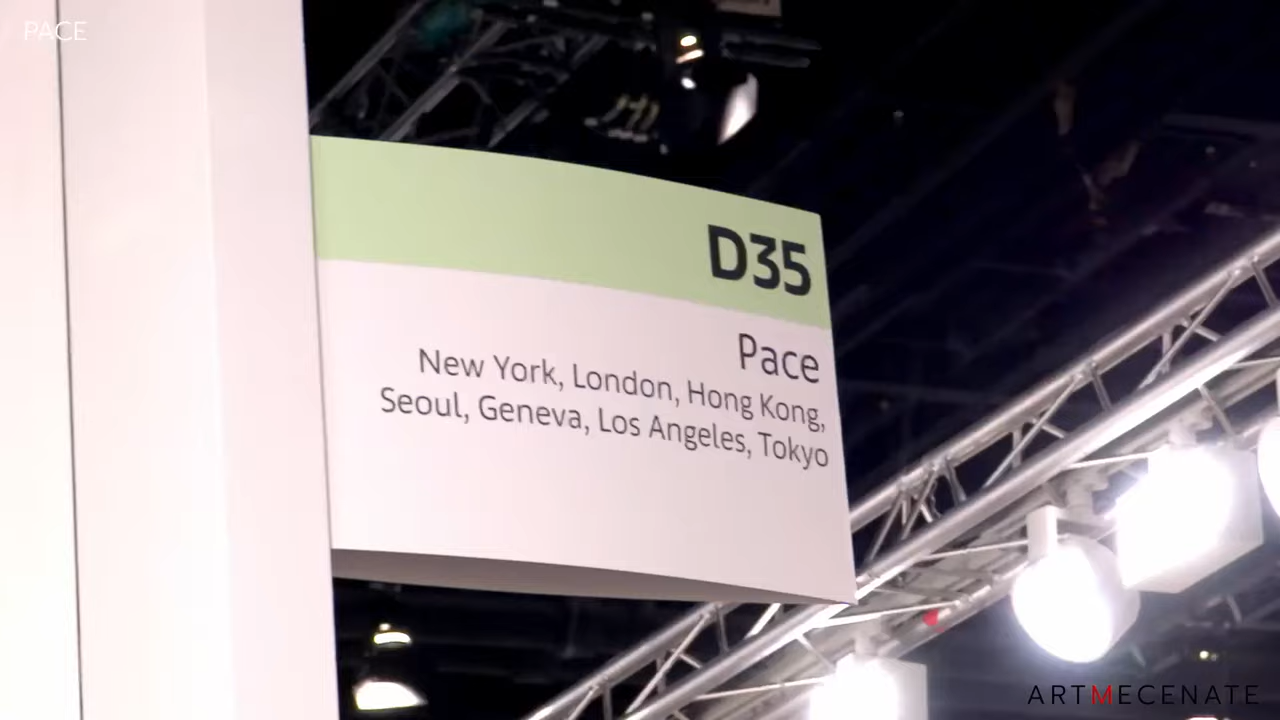 PACE
D35
Pace
New York, London, Hong Kong,
Seoul, Geneva, Los Angeles, Tokyo
ARTMECENATE